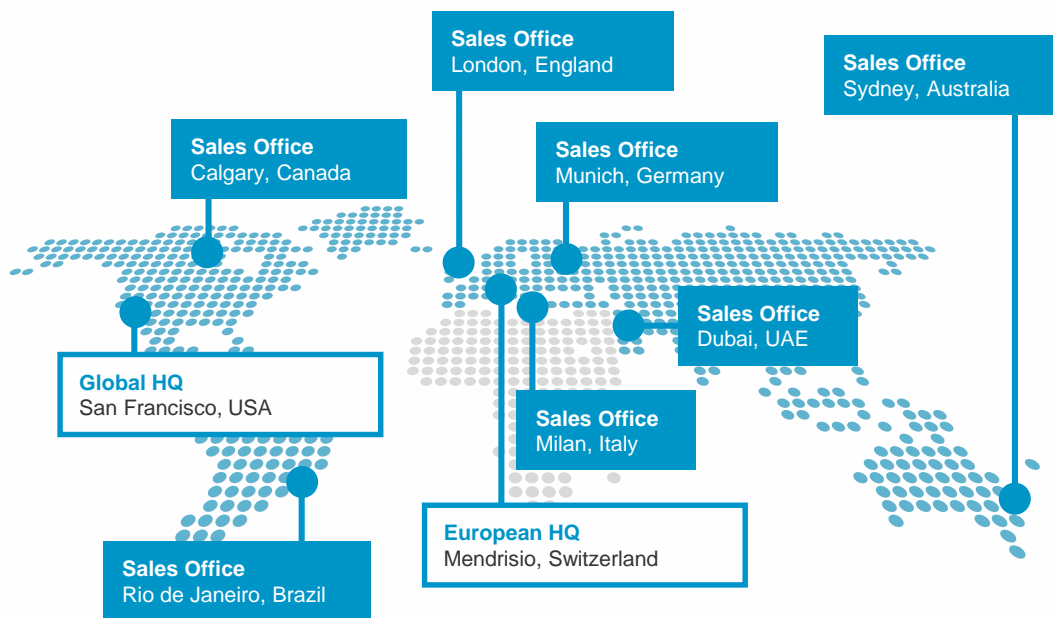 Sales Office
London, England
Sales Office
Sydney, Australia
Sales Office
Calgary, Canada
Sales Office
Munich, Germany
Sales Office
Dubai, UAE
Global HQ
San Francisco, USA
Sales Office
Milan, Italy
European HQ
Mendrisio, Switzerland
Sales Office
Rio de Janeiro, Brazil